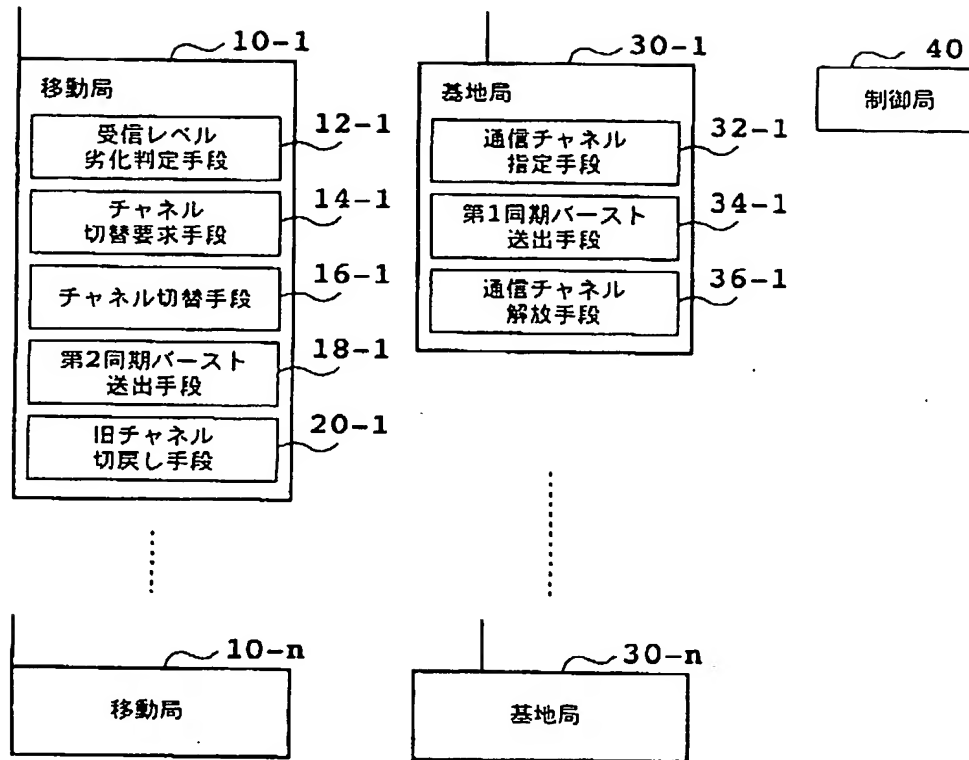 10-1
移動局
受信レベル
劣化判定手段
12-1
チャネル
切替要求手段
14-1
チャネル切替手段
16-1
第2同期バースト
送出手段
18-1
旧チャネル
切戻し手段
20-1
30-1
基地局
通信チャネル
指定手段
32-1
第1同期バースト
送出手段
34-1
通信チャネル
解放手段
36-1
40
制御局
10-n
移動局
30-n
基地局